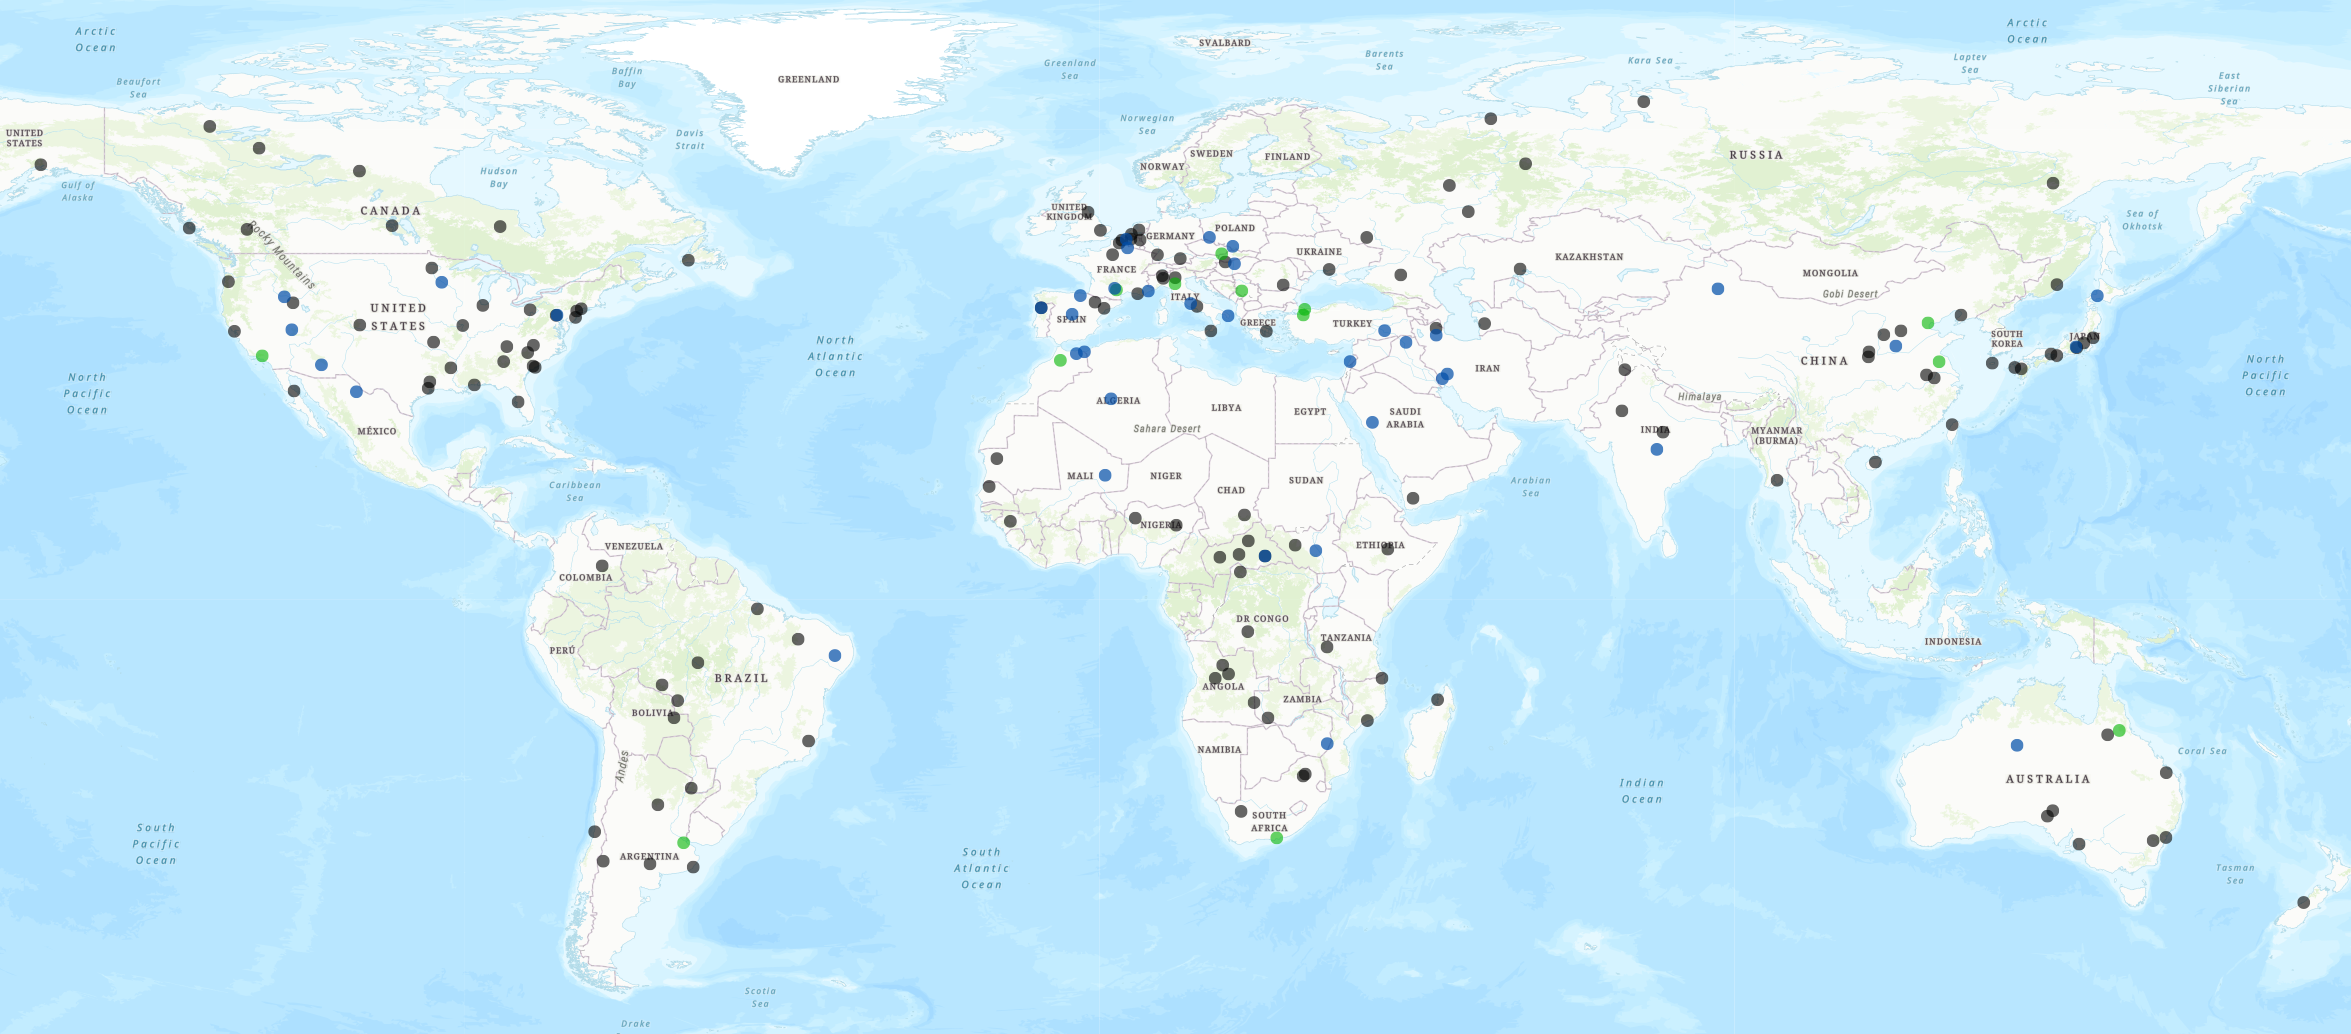 Arctic
Ocean
Beaufort
Sea
UNITED
STATES
Gulf of
Alaska
Baffin
Bay
GREENLAND
Davis
Strait
Hudson
Bay
CANADA
Rocky Mountains
UNITED
STATES
North
Pacific
Ocean
MÉXICO
Caribbean
Sea
North
Atlantic
Ocean
VENEZUELA
COLOMBIA
PERÚ
BRAZIL
BOLIVIA
Andes
ARGENTINA
South
Pacific
Ocean
South
Atlantic
Ocean
Scotia
Sea
Drake
SVALBARD
Greenland
Sea
Barents
Sea
Kara Sea
Laptev
Sea
Arctic
Ocean
East
Siberian
Sea
Norwegian
Sea
NORWAY
SWEDEN
FINLAND
RUSSIA
UNITED
KINGDOM
GERMANY
POLAND
UKRAINE
FRANCE
ITALY
SPAIN
GREECE
TURKEY
KAZAKHSTAN
MONGOLIA
Gobi Desert
Sea of
Okhotsk
SOUTH
KOREA
JAPAN
CHINA
IRAN
Himalaya
INDIA
MYANMAR
(BURMA)
ALGERIA
LIBYA
EGYPT
SAUDI
ARABIA
Sahara Desert
MALI
NIGER
CHAD
SUDAN
Arabian
Sea
NIGERIA
ETHIOPIA
DR CONGO
TANZANIA
ANGOLA
ZAMBIA
NAMIBIA
SOUTH
AFRICA
Indian
Ocean
INDONESIA
North
Pacific
Ocean
Coral Sea
AUSTRALIA
Tasman
Sea